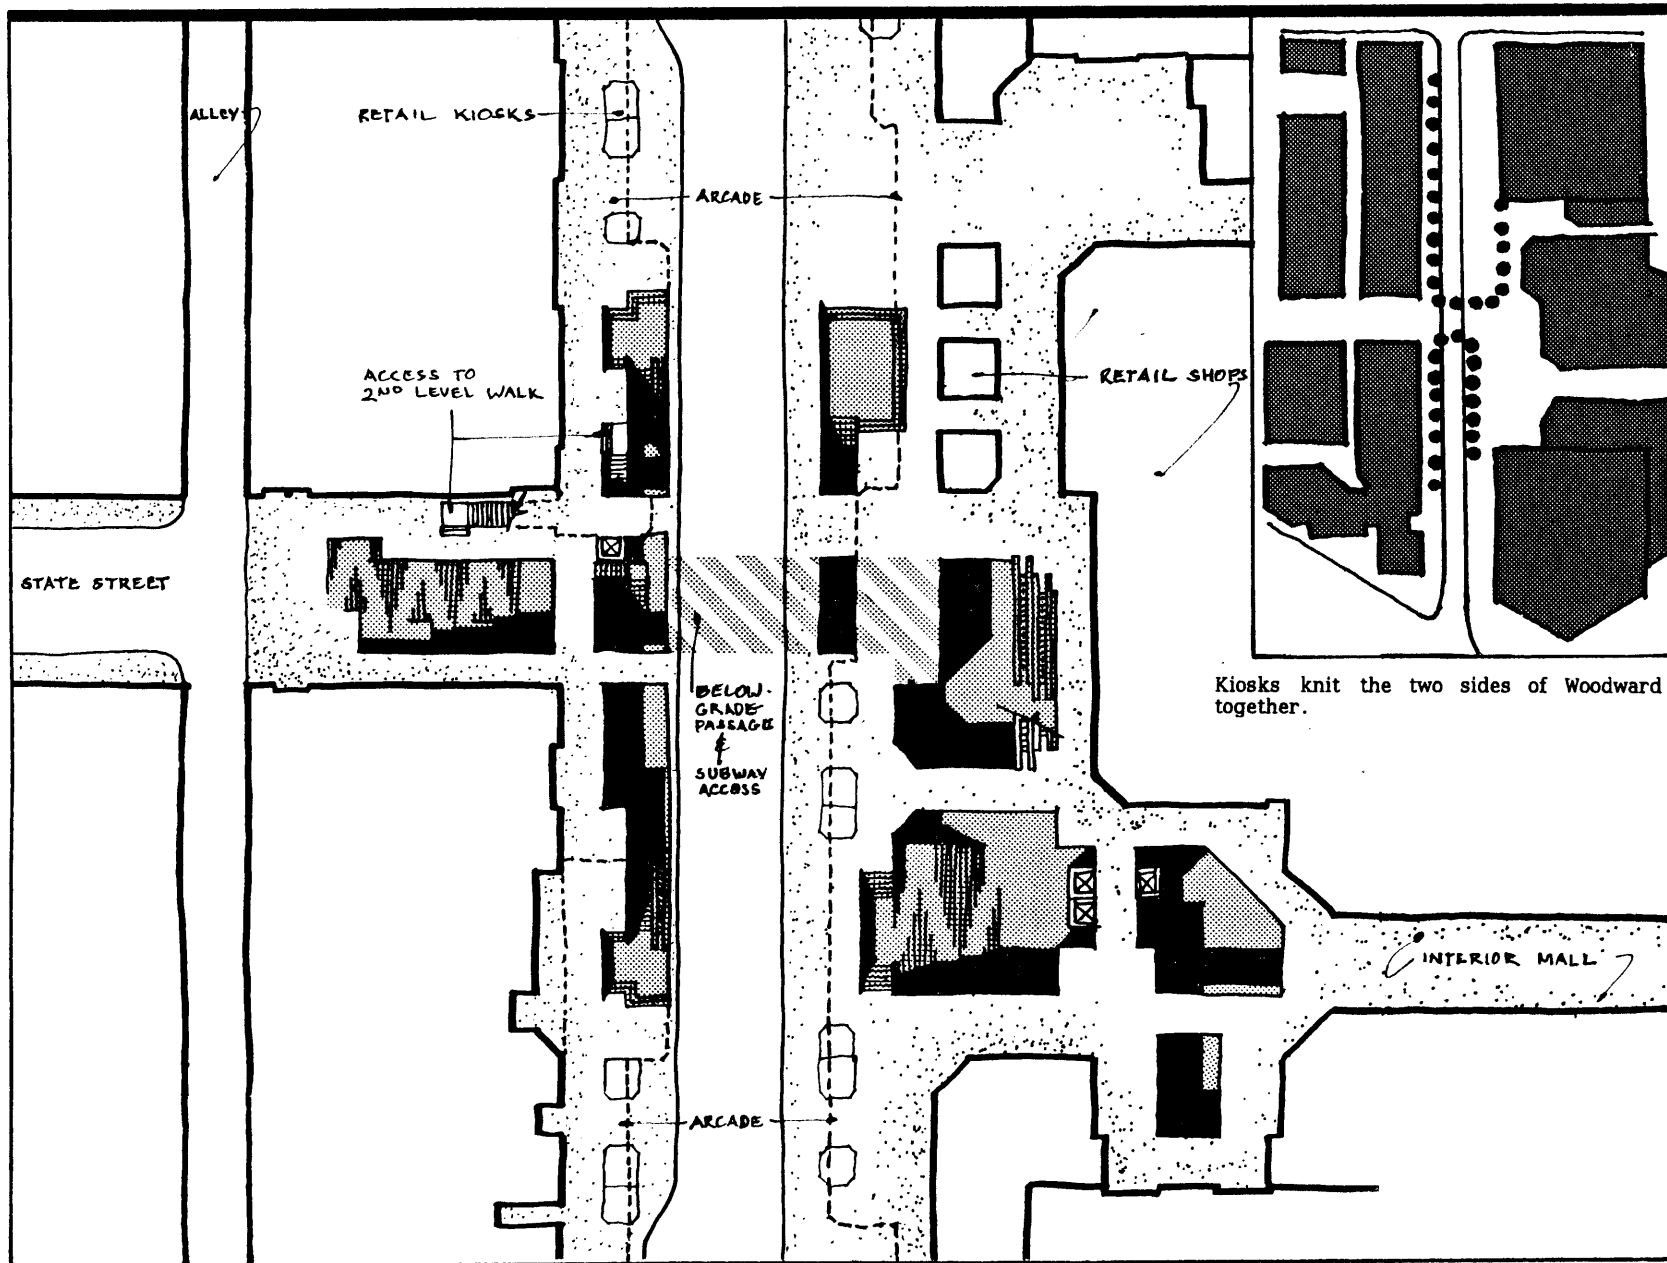 ALLEY
RETAIL KIOSKS
ARCADE
ACCESS TO
2ND LEVEL WALK
RETAIL SHOPS
STATE STREET
BELOW-
GRADE
PASSAGE
&
SUBWAY
ACCESS
Kiosks knit the two sides of Woodward
together.
INTERIOR MALL
ARCADE